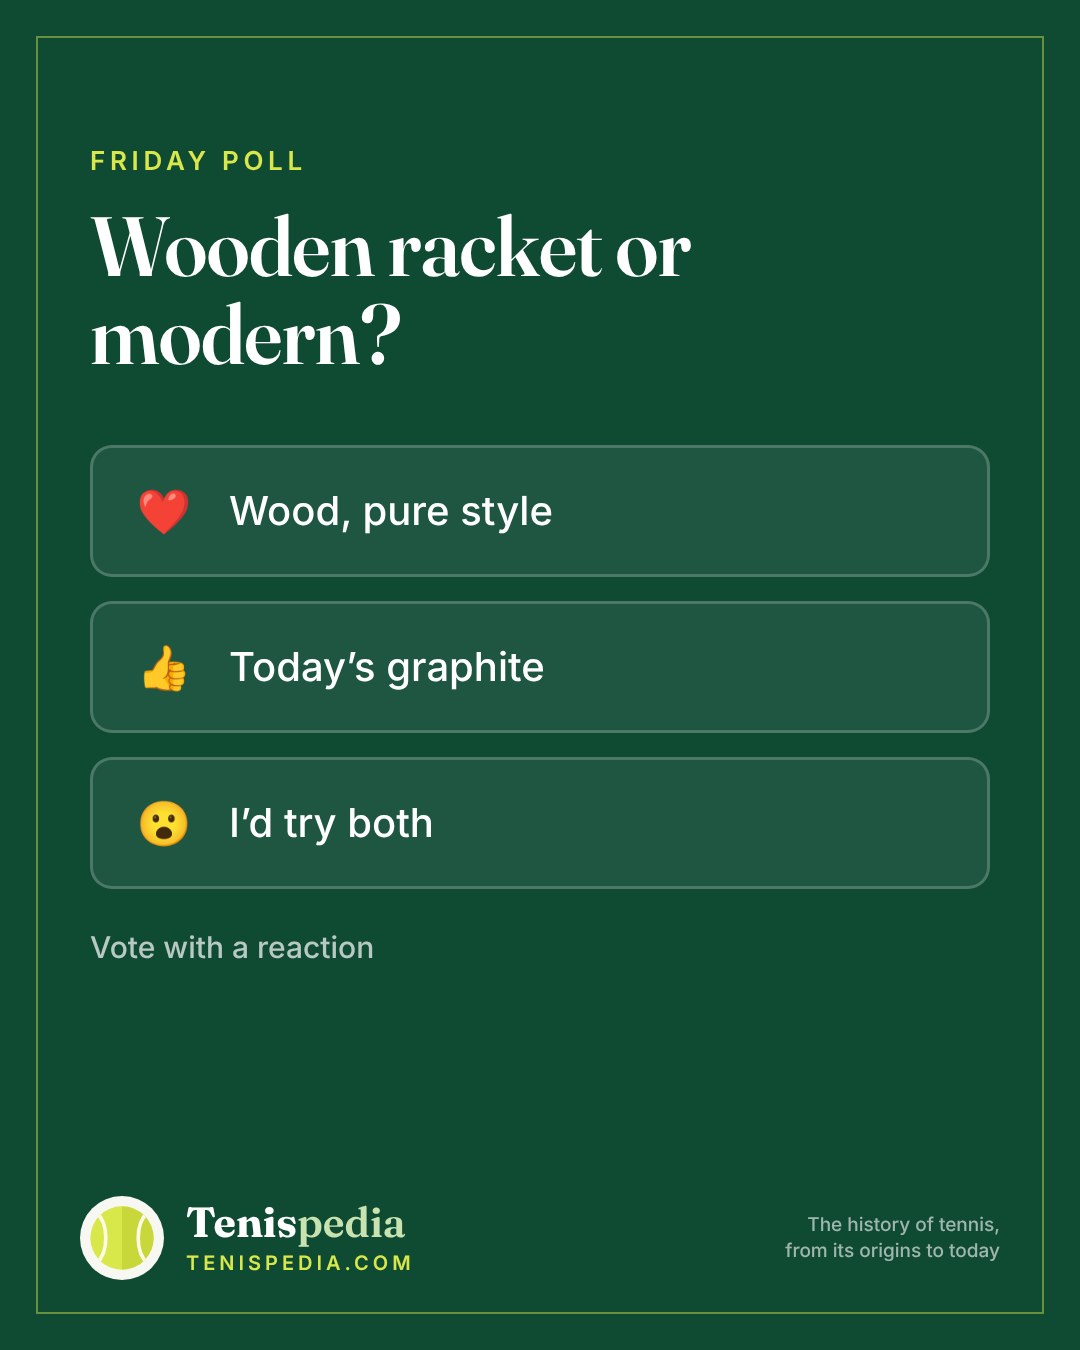 FRIDAY POLL
Wooden racket or
modern?
❤️ Wood, pure style
👍 Today’s graphite
😮 I’d try both
Vote with a reaction
Tenispedia
TENISPEDIA.COM
The history of tennis,
from its origins to today